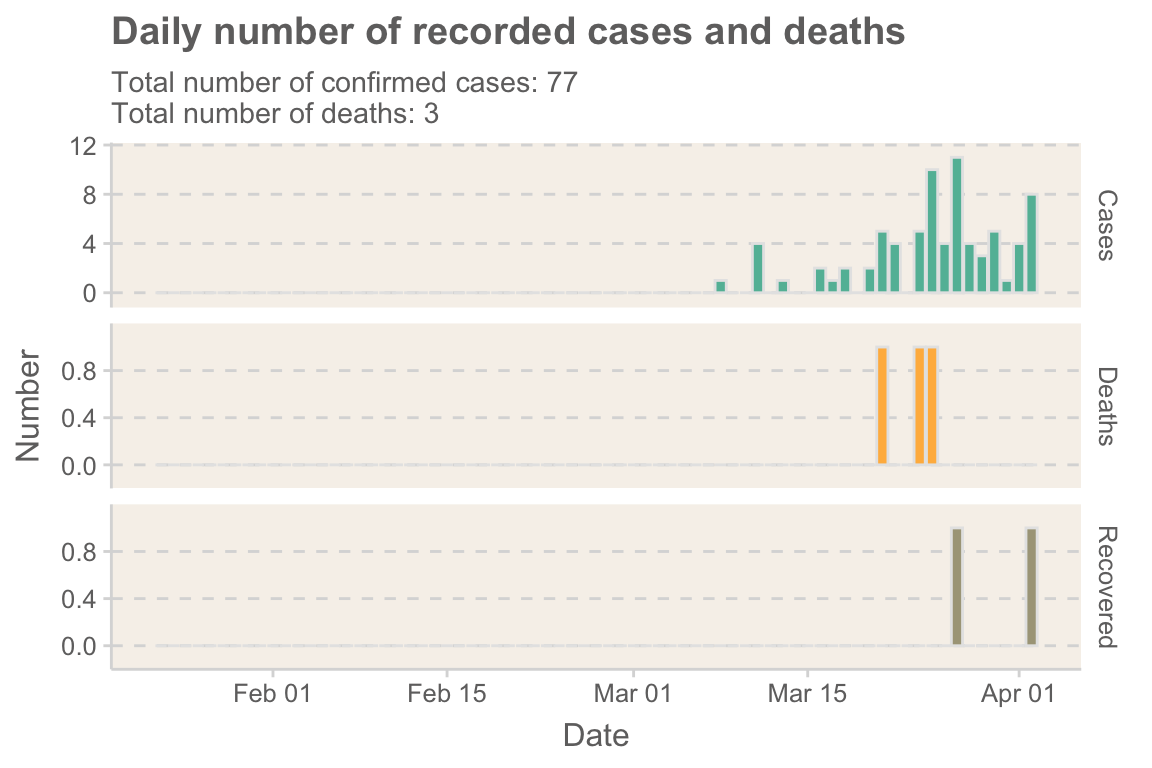 Daily number of recorded cases and deaths
Total number of confirmed cases: 77
Total number of deaths: 3
12
8
4
0
Cases
Number
0.8
0.4
0.0
Deaths
0.8
0.4
0.0
Recovered
Feb 01 Feb 15 Mar 01 Mar 15 Apr 01
Date